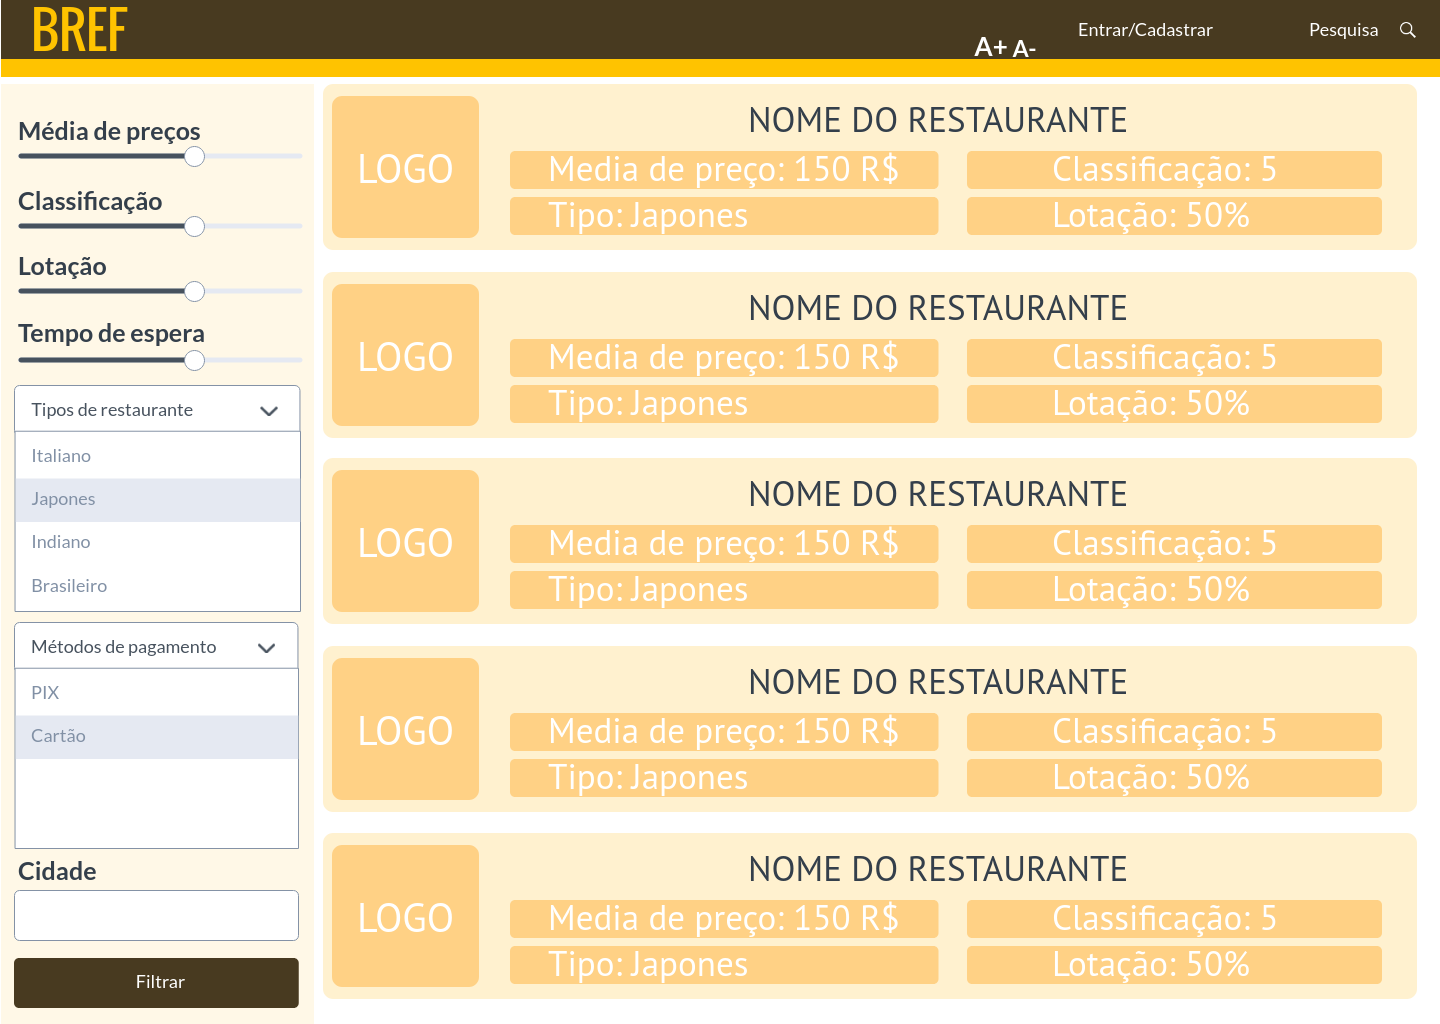 BREF
A+ A-
Entrar/Cadastrar
Pesquisa
Média de preços
Classificação
Lotação
Tempo de espera
Tipos de restaurante
Italiano
Japones
Indiano
Brasileiro
Métodos de pagamento
PIX
Cartão
Cidade
Filtrar
LOGO
NOME DO RESTAURANTE
Media de preço: 150 R$
Classificação: 5
Tipo: Japones
Lotação: 50%
LOGO
NOME DO RESTAURANTE
Media de preço: 150 R$
Classificação: 5
Tipo: Japones
Lotação: 50%
LOGO
NOME DO RESTAURANTE
Media de preço: 150 R$
Classificação: 5
Tipo: Japones
Lotação: 50%
LOGO
NOME DO RESTAURANTE
Media de preço: 150 R$
Classificação: 5
Tipo: Japones
Lotação: 50%
LOGO
NOME DO RESTAURANTE
Media de preço: 150 R$
Classificação: 5
Tipo: Japones
Lotação: 50%